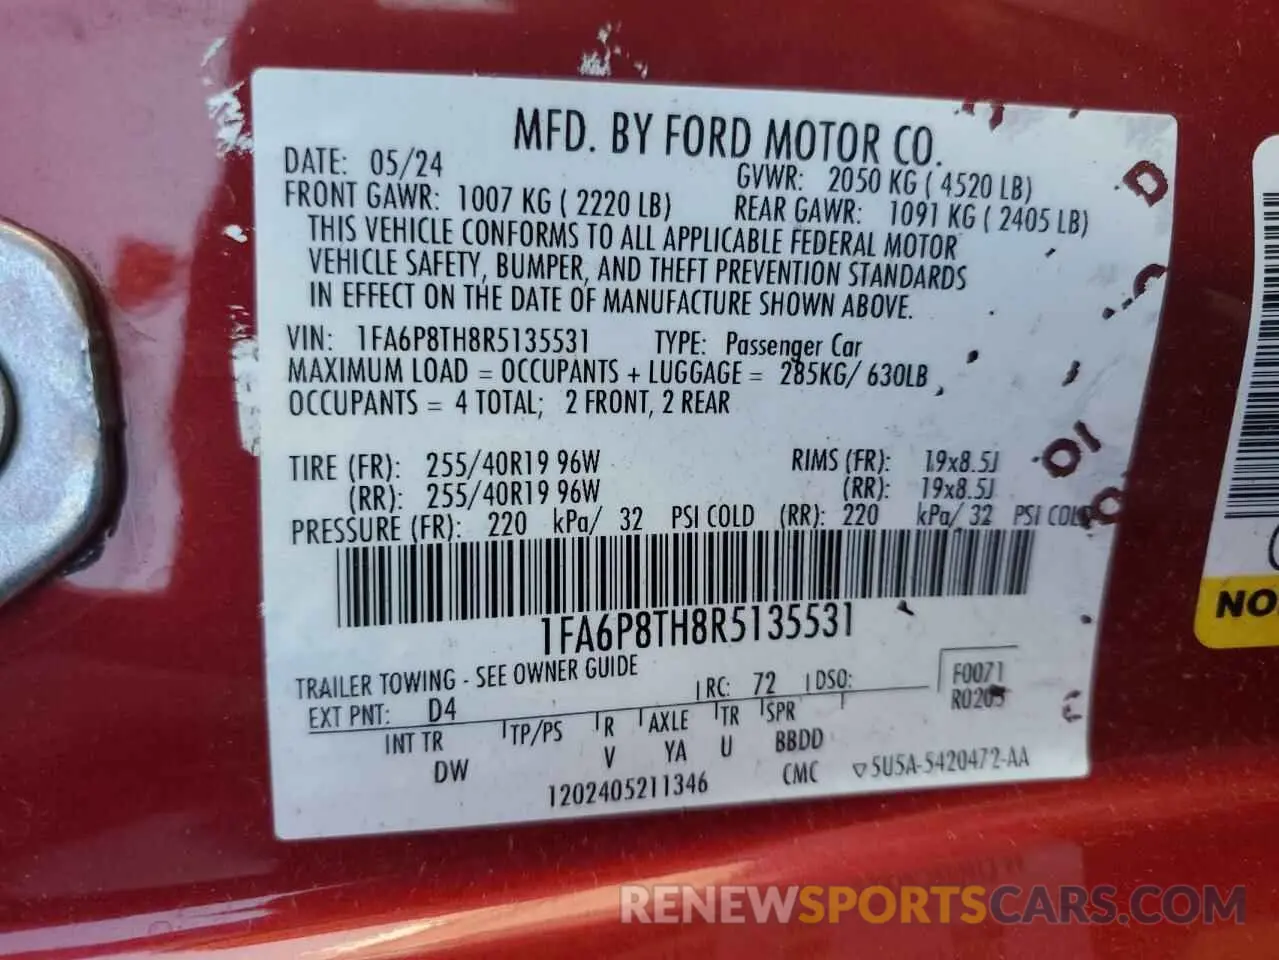 MFD. BY FORD MOTOR CO.
DATE: 05/24 GVWR: 2050 KG ( 4520 LB)
FRONT GAWR: 1007 KG ( 2220 LB) REAR GAWR: 1091 KG ( 2405 LB)
THIS VEHICLE CONFORMS TO ALL APPLICABLE FEDERAL MOTOR
VEHICLE SAFETY, BUMPER, AND THEFT PREVENTION STANDARDS
IN EFFECT ON THE DATE OF MANUFACTURE SHOWN ABOVE.
VIN: 1FA6P8TH8R5135531 TYPE: Passenger Car
MAXIMUM LOAD = OCCUPANTS + LUGGAGE = 285KG/ 630LB
OCCUPANTS = 4 TOTAL; 2 FRONT, 2 REAR
TIRE (FR): 255/40R19 96W RIMS (FR): 19x8.5J
(RR): 255/40R19 96W (RR): 19x8.5J
PRESSURE (FR): 220 kPa/ 32 PSI COLD (RR): 220 kPa/ 32 PSI COLD
1FA6P8TH8R5135531
TRAILER TOWING - SEE OWNER GUIDE
EXT PNT: D4 RC: 72 DSO: F0071
R0205
INT TR TP/PS R AXLE TR SPR
DW V YA U BBDD
1202405211346 CMC 5U5A-5420472-AA
NO
RENEWSPORTSCARS.COM